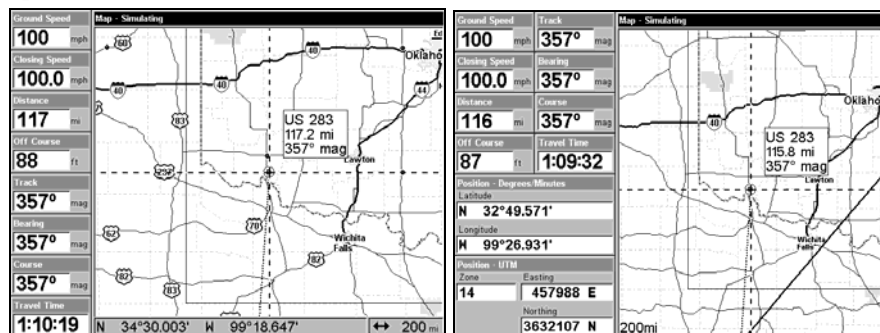 Ground Speed
100 mph
Closing Speed
100.0 mph
Distance
117 mi
Off Course
88 ft
Track
357° mag
Bearing
357° mag
Course
357° mag
Travel Time
1:10:19
Map - Simulating
60
40
Oklaho
40
40
44
83
US 283
117.2 mi
357° mag
Lawton
62
70
Wichita
Falls
82
82
83
N 34°30.003' W 99°18.647' ↔ 200 mi
Ground Speed
100 mph
Track
357° mag
Closing Speed
100.0 mph
Bearing
357° mag
Distance
116 mi
Course
357° mag
Off Course
87 ft
Travel Time
1:09:32
Position - Degrees/Minutes
Latitude
N 32°49.571'
Longitude
W 99°26.931'
Position - UTM
Zone
14
Easting
457988 E
Northing
3632107 N
Map - Simulating
Oklaho
40
US 283
115.8 mi
357° mag
Lawton
Wichita
Falls
200mi